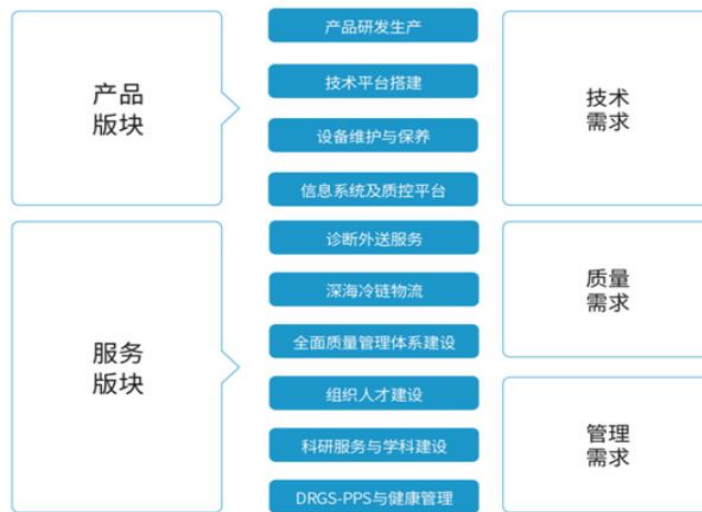 产品
版块
产品研发生产
技术平台搭建
设备维护与保养
信息系统及质控平台
技术
需求
服务
版块
诊断外送服务
深海冷链物流
全面质量管理体系建设
组织人才建设
科研服务与学科建设
DRGS-PPS与健康管理
质量
需求
管理
需求